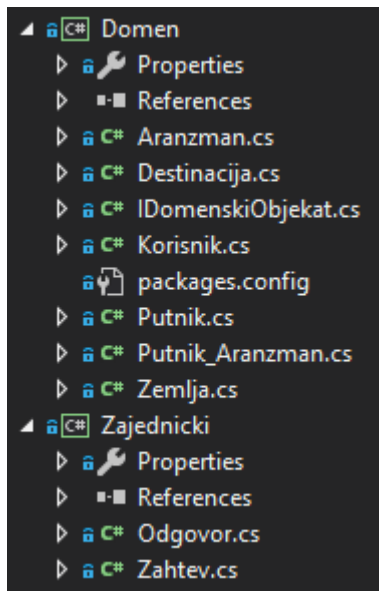 C# Domen
Properties
References
C# Aranzman.cs
C# Destinacija.cs
C# IDomenskiObjekat.cs
C# Korisnik.cs
packages.config
C# Putnik.cs
C# Putnik_Aranzman.cs
C# Zemlja.cs
C# Zajednicki
Properties
References
C# Odgovor.cs
C# Zahtev.cs